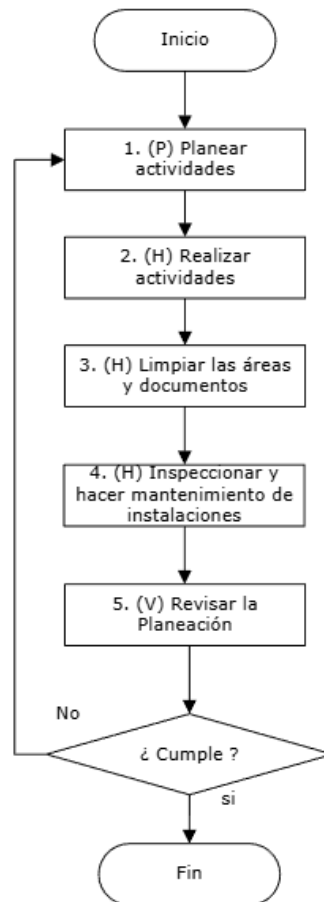 Inicio
1. (P) Planear
actividades
2. (H) Realizar
actividades
3. (H) Limpiar las áreas
y documentos
4. (H) Inspeccionar y
hacer mantenimiento de
instalaciones
5. (V) Revisar la
Planeación
No
¿ Cumple ?
si
Fin